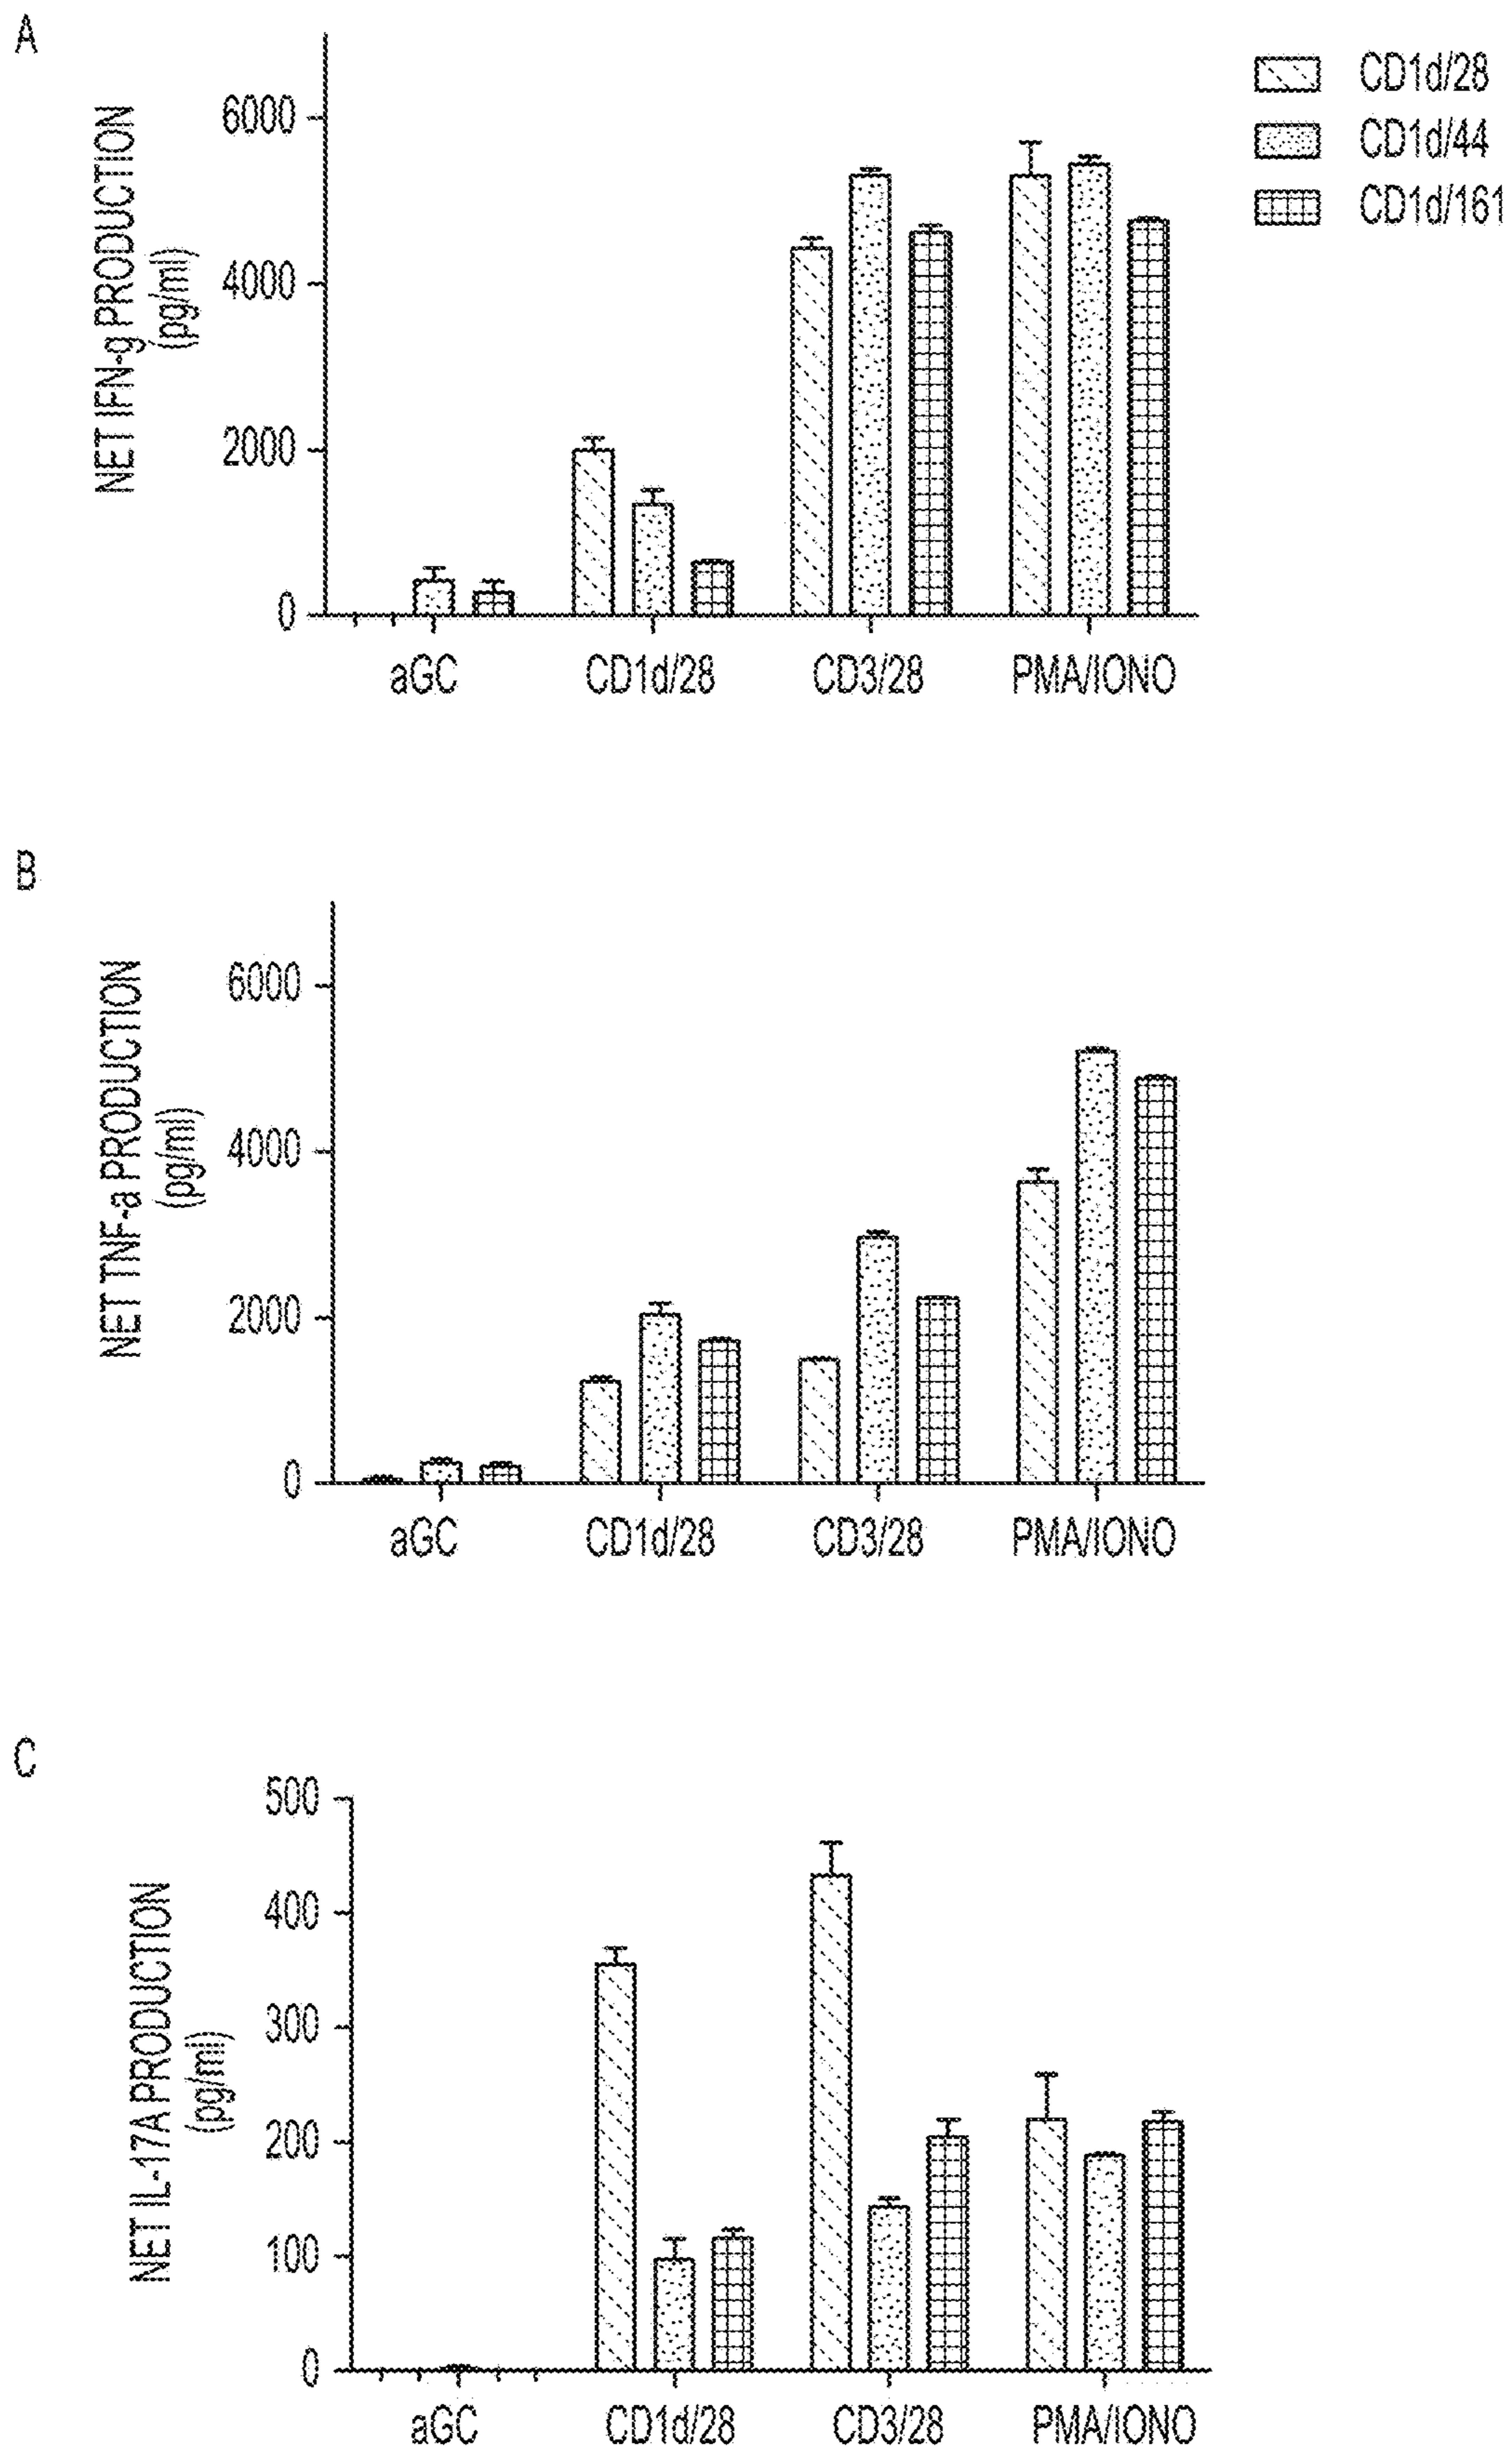 A
CD1d/28
CD1d/44
CD1d/161
NET IFN-g PRODUCTION
(pg/ml)
6000
4000
2000
0
aGC CD1d/28 CD3/28 PMA/IONO
B
NET TNF-a PRODUCTION
(pg/ml)
6000
4000
2000
0
aGC CD1d/28 CD3/28 PMA/IONO
C
NET IL-17A PRODUCTION
(pg/ml)
500
400
300
200
100
0
aGC CD1d/28 CD3/28 PMA/IONO